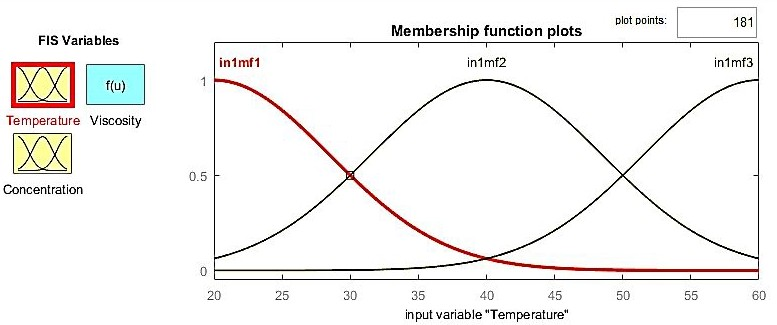 plot points: 181
FIS Variables
Membership function plots
f(u)
Temperature Viscosity
Concentration
in1mf1 in1mf2 in1mf3
1
0.5
0
20 25 30 35 40 45 50 55 60
input variable "Temperature"